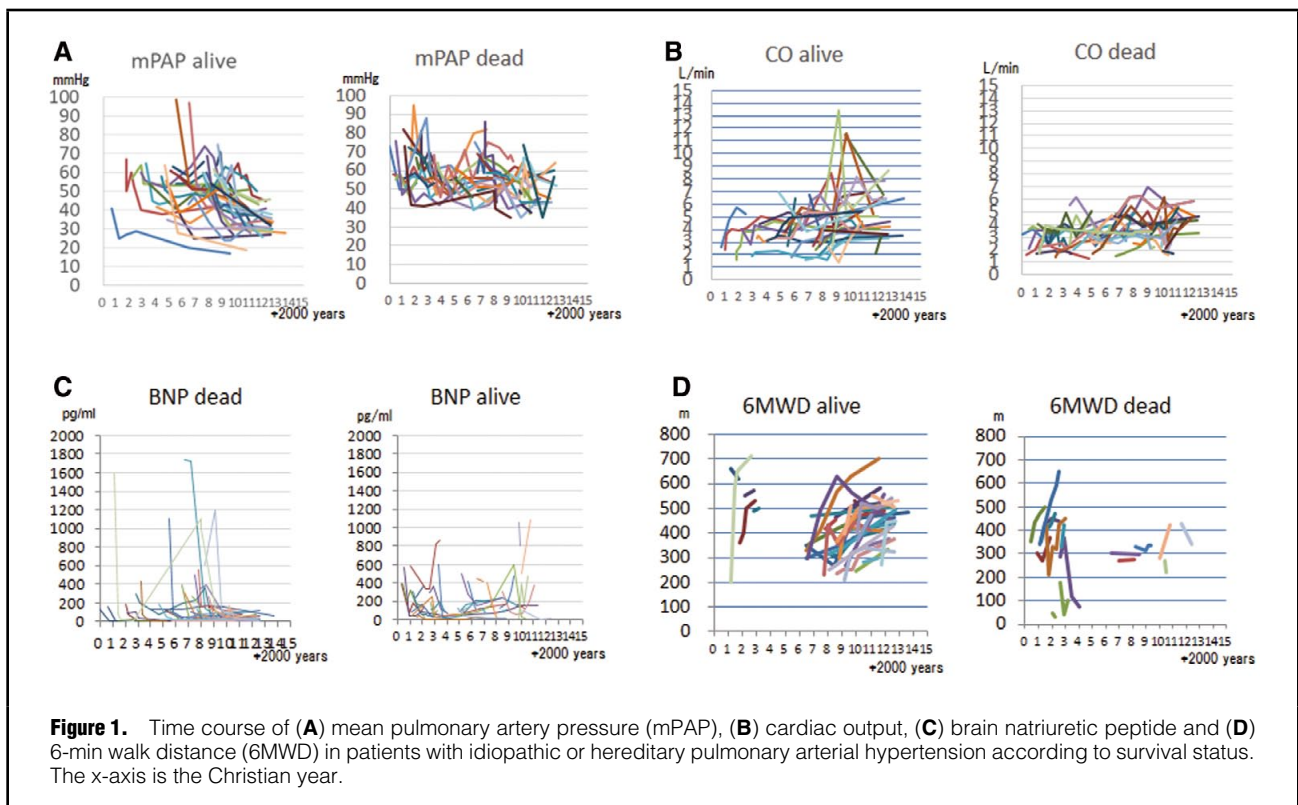 A
mPAP alive
mmHg
100
90
80
70
60
50
40
30
20
10
0
0 1 2 3 4 5 6 7 8 9 10 11 12 13 14 15
+2000 years
mPAP dead
mmHg
100
90
80
70
60
50
40
30
20
10
0
0 1 2 3 4 5 6 7 8 9 10 11 12 13 14 15
+2000 years
B
CO alive
L/min
15
14
13
12
11
10
9
8
7
6
5
4
3
2
1
0
0 1 2 3 4 5 6 7 8 9 10 11 12 13 14 15
+2000 years
CO dead
L/min
15
14
13
12
11
10
9
8
7
6
5
4
3
2
1
0
0 1 2 3 4 5 6 7 8 9 10 11 12 13 14 15
+2000 years
C
BNP dead
pg/ml
2000
1800
1600
1400
1200
1000
800
600
400
200
0
0 1 2 3 4 5 6 7 8 9 10 11 12 13 14 15
+2000 years
BNP alive
pg/ml
2000
1800
1600
1400
1200
1000
800
600
400
200
0
0 1 2 3 4 5 6 7 8 9 10 11 12 13 14 15
+2000 years
D
6MWD alive
m
800
700
600
500
400
300
200
100
0
0 1 2 3 4 5 6 7 8 9 10 11 12 13 14 15
+2000 years
6MWD dead
m
800
700
600
500
400
300
200
100
0
0 1 2 3 4 5 6 7 8 9 10 11 12 13 14 15
+2000 years
Figure 1. Time course of (A) mean pulmonary artery pressure (mPAP), (B) cardiac output, (C) brain natriuretic peptide and (D)
6-min walk distance (6MWD) in patients with idiopathic or hereditary pulmonary arterial hypertension according to survival status.
The x-axis is the Christian year.